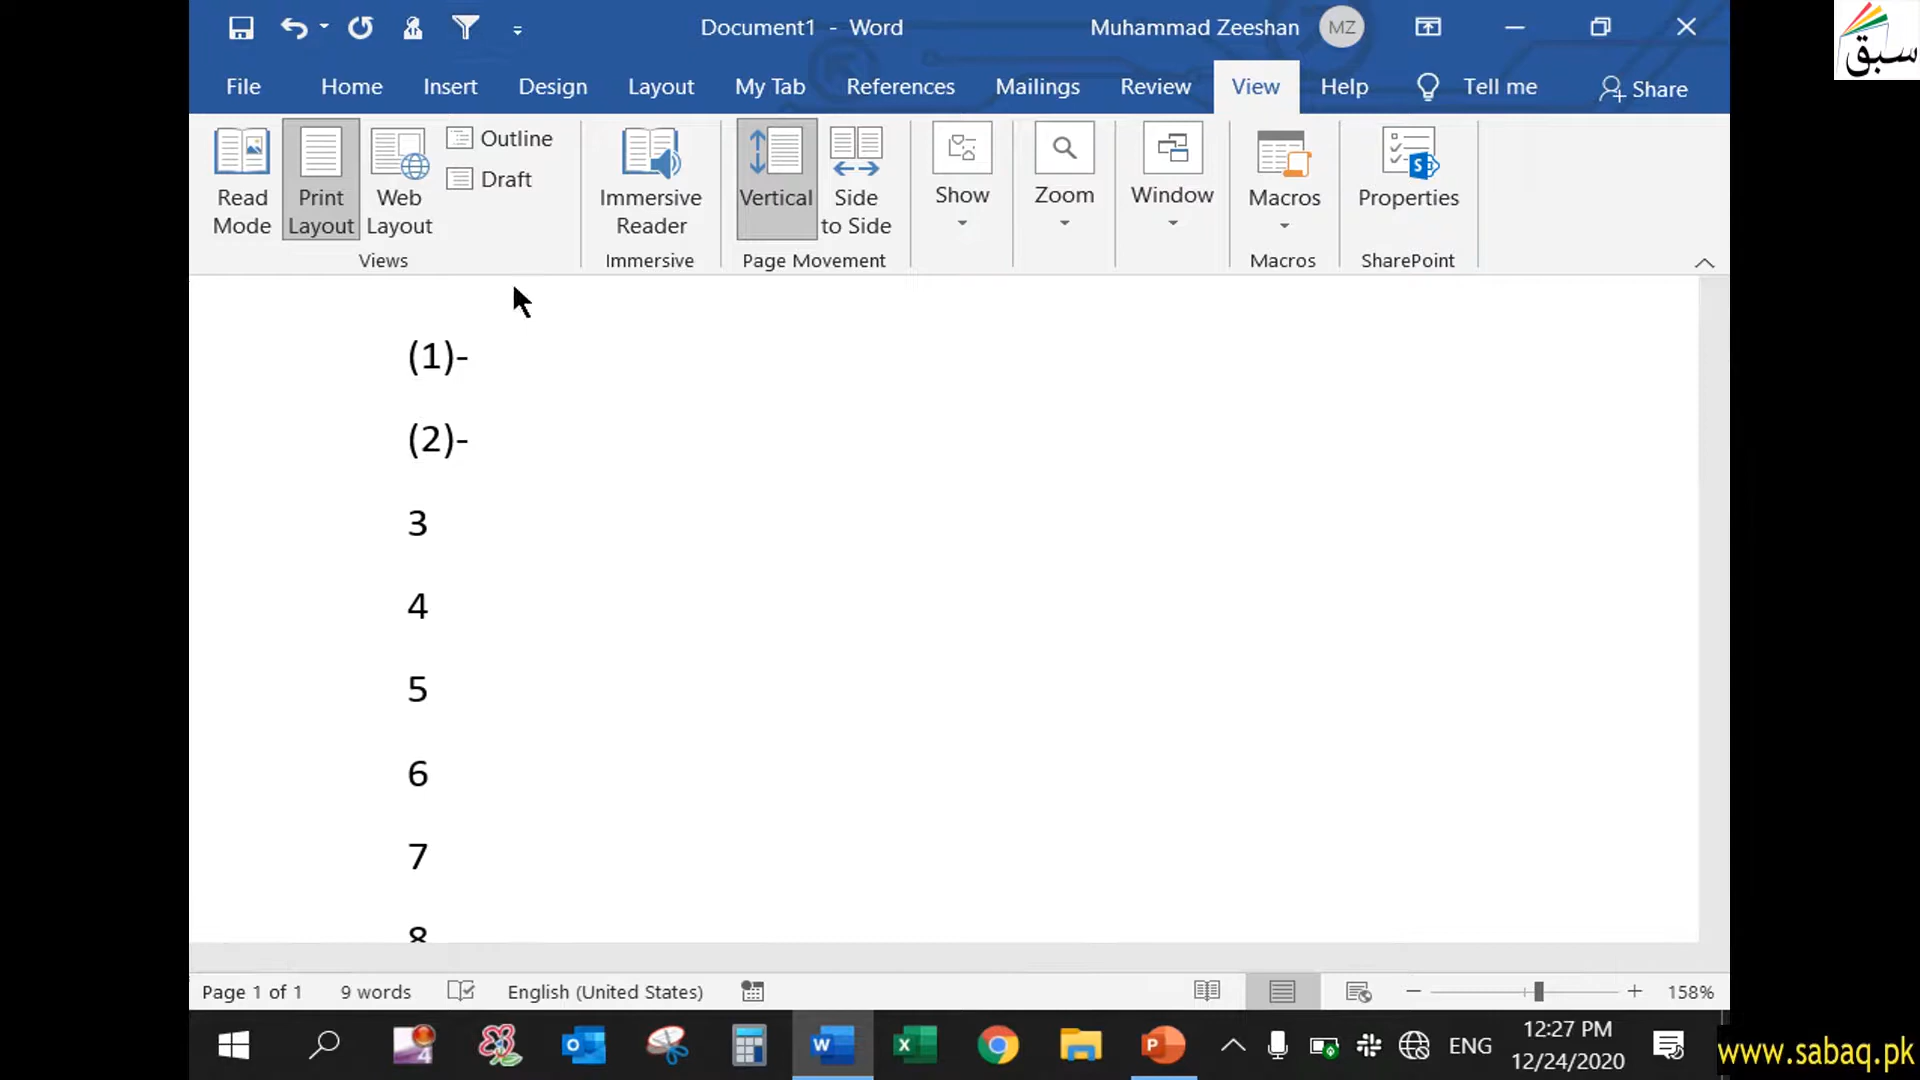 Document1 - Word
Muhammad Zeeshan
MZ
سبق
File Home Insert Design Layout My Tab References Mailings Review View Help Tell me Share
Read Mode
Print Layout
Web Layout
Outline
Draft
Views
Immersive Reader
Immersive
Vertical
Side to Side
Page Movement
Show
Zoom
Window
Macros
Macros
Properties
SharePoint
(1)-
(2)-
3
4
5
6
7
8
Page 1 of 1 9 words English (United States) 158%
ENG
12:27 PM
12/24/2020
www.sabaq.pk